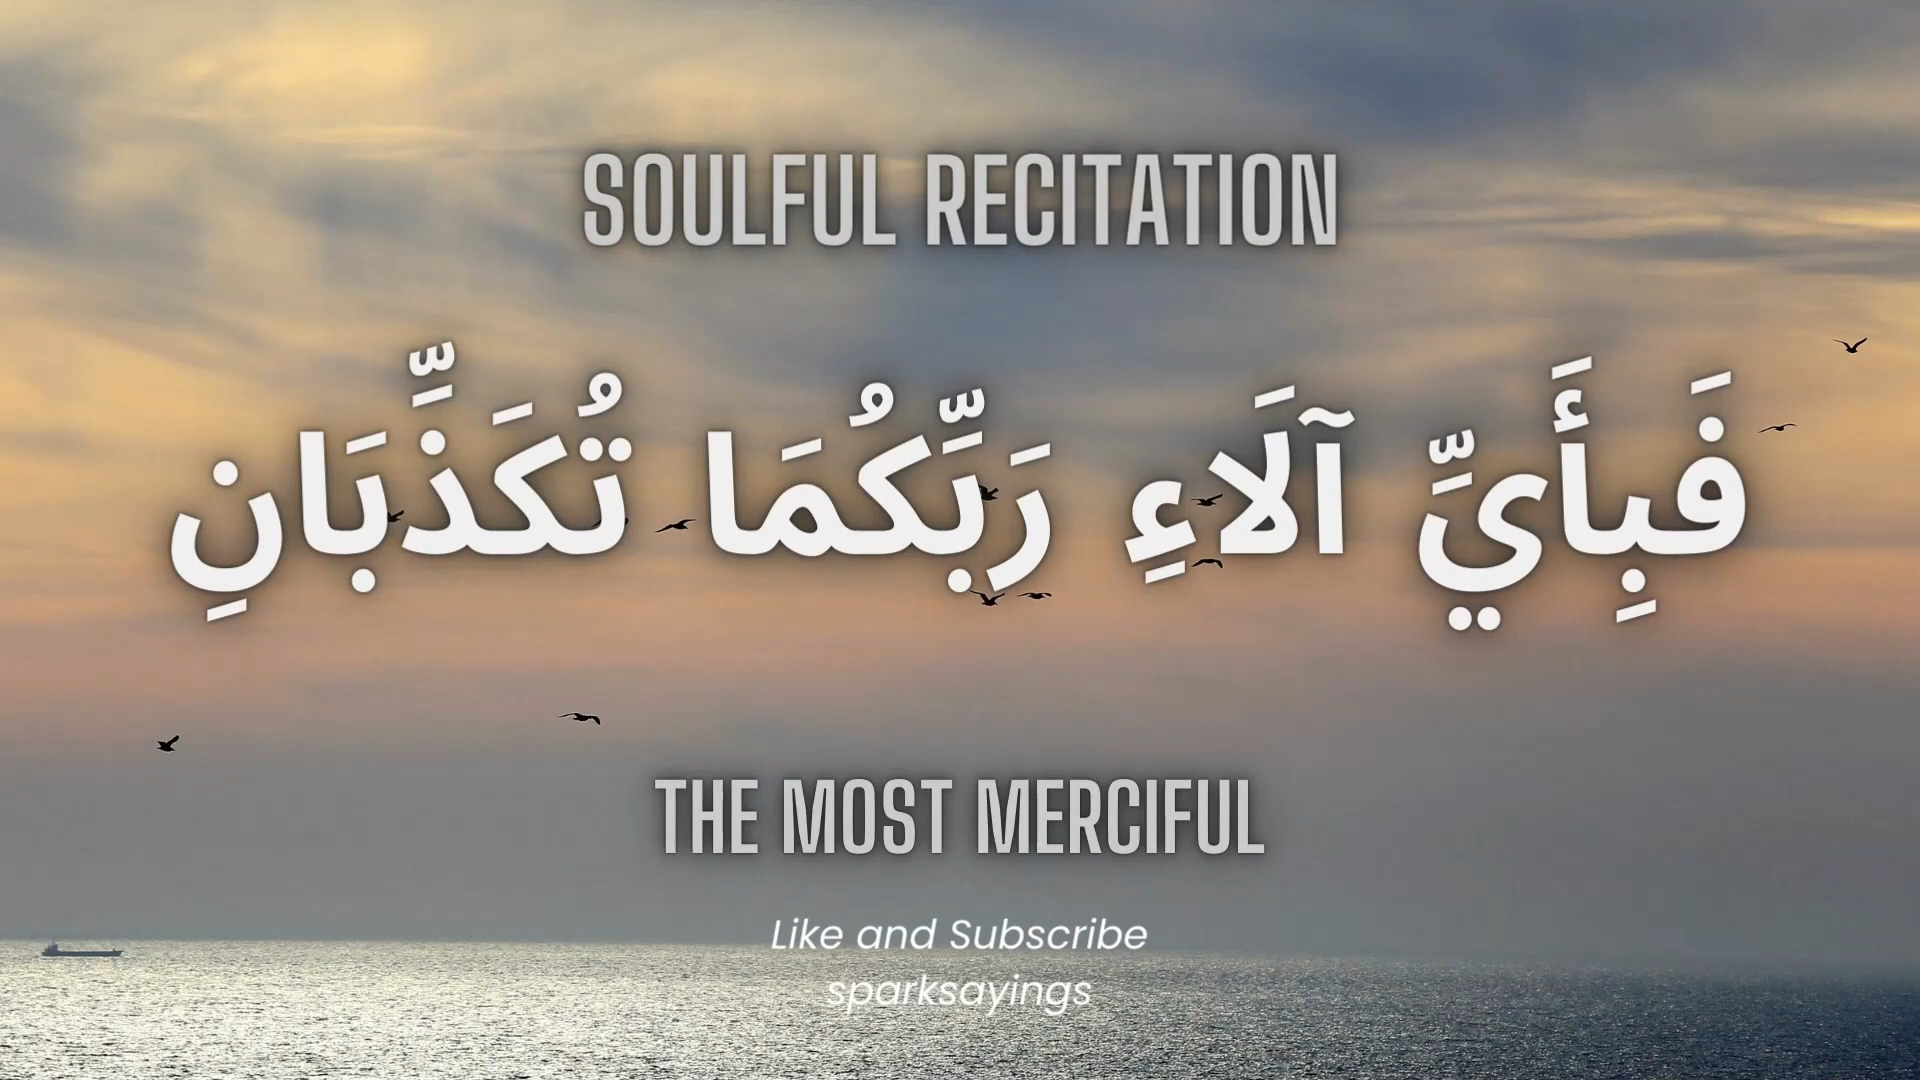 SOULFUL RECITATION
فَبِأَيِّ آلَاءِ رَبِّكُمَا تُكَذِّبَانِ
THE MOST MERCIFUL
Like and Subscribe
sparksayings